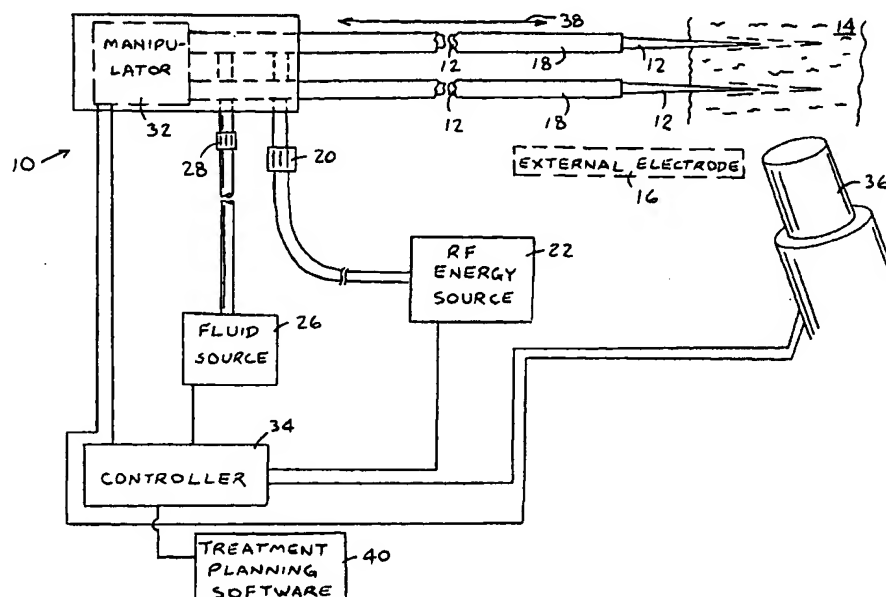 38
14
MANIPU-
LATOR
12
18
12
12
18
12
32
28
20
10
EXTERNAL ELECTRODE
16
36
RF
ENERGY
SOURCE
22
FLUID
SOURCE
26
34
CONTROLLER
TREATMENT
PLANNING
SOFTWARE
40